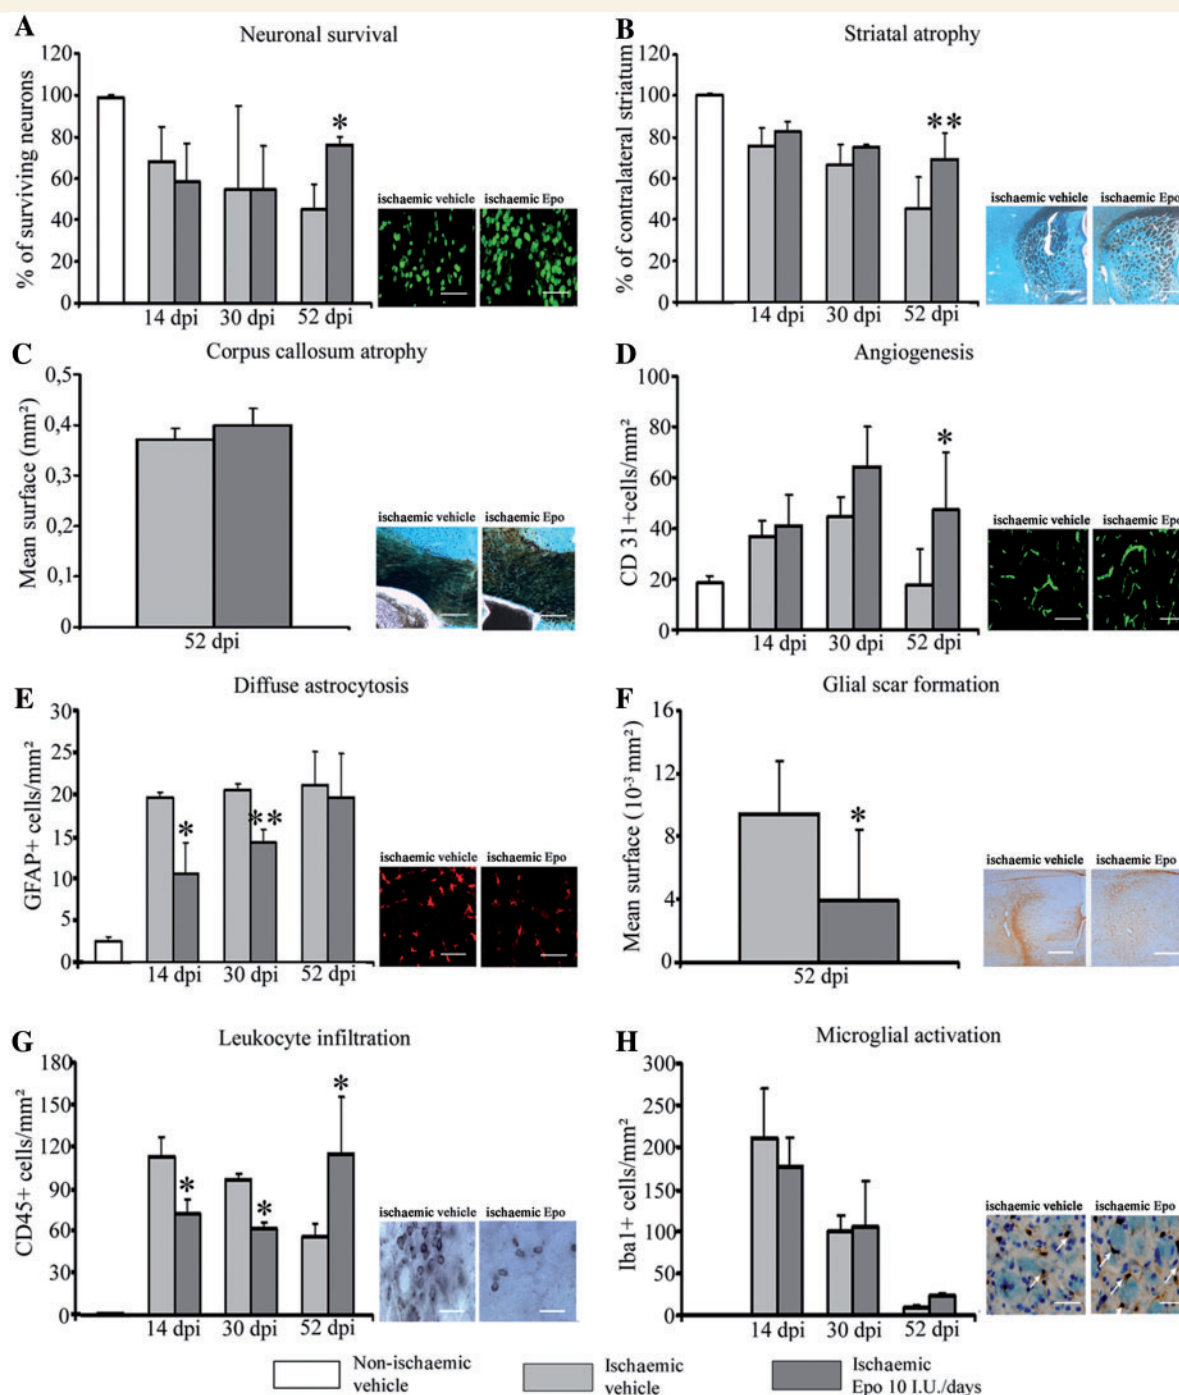 A
Neuronal survival
% of surviving neurons
120
100
80
60
40
20
0
*
14 dpi 30 dpi 52 dpi
ischaemic vehicle ischaemic Epo
B
Striatal atrophy
% of contralateral striatum
120
100
80
60
40
20
0
**
14 dpi 30 dpi 52 dpi
ischaemic vehicle ischaemic Epo
C
Corpus callosum atrophy
Mean surface (mm²)
0,5
0,4
0,3
0,2
0,1
0
52 dpi
ischaemic vehicle ischaemic Epo
D
Angiogenesis
CD 31+cells/mm²
100
80
60
40
20
0
*
14 dpi 30 dpi 52 dpi
ischaemic vehicle ischaemic Epo
E
Diffuse astrocytosis
GFAP+ cells/mm²
30
25
20
15
10
5
0
* **
14 dpi 30 dpi 52 dpi
ischaemic vehicle ischaemic Epo
F
Glial scar formation
Mean surface (10⁻³ mm²)
16
12
8
4
0
*
52 dpi
ischaemic vehicle ischaemic Epo
G
Leukocyte infiltration
CD45+ cells/mm²
180
150
120
90
60
30
0
* * *
14 dpi 30 dpi 52 dpi
ischaemic vehicle ischaemic Epo
H
Microglial activation
Iba1+ cells/mm²
300
250
200
150
100
50
0
14 dpi 30 dpi 52 dpi
ischaemic vehicle ischaemic Epo
Non-ischaemic
vehicle
Ischaemic
vehicle
Ischaemic
Epo 10 I.U./days